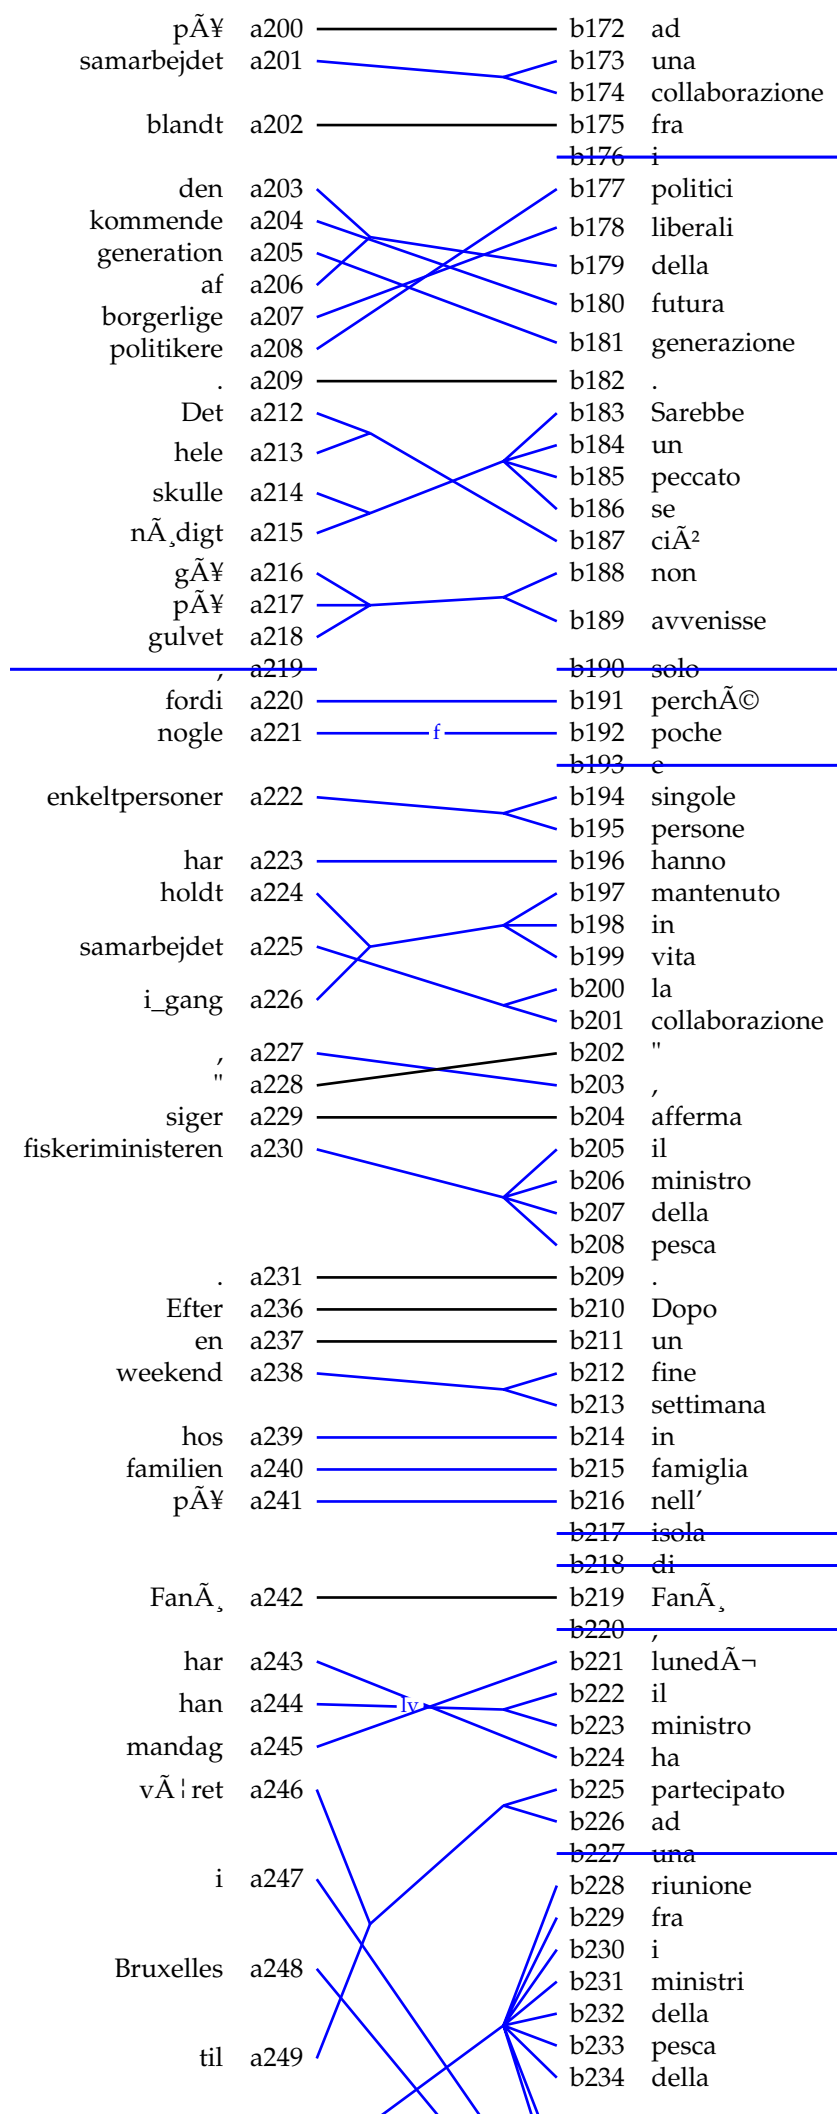 pÃ¥ a200 b172 ad
samarbejdet a201 b173 una
b174 collaborazione
blandt a202 b175 fra
b176 i
den a203 b177 politici
kommende a204 b178 liberali
generation a205 b179 della
af a206 b180 futura
borgerlige a207
politikere a208 b181 generazione
. a209 b182 .
Det a212 b183 Sarebbe
hele a213 b184 un
b185 peccato
skulle a214 b186 se
nÃ¸digt a215 b187 ciÃ²
gÃ¥ a216 b188 non
pÃ¥ a217
gulvet a218 b189 avvenisse
, a219 b190 solo
fordi a220 b191 perchÃ©
nogle a221 f b192 poche
b193 e
enkeltpersoner a222 b194 singole
b195 persone
har a223 b196 hanno
holdt a224 b197 mantenuto
b198 in
samarbejdet a225 b199 vita
b200 la
i_gang a226 b201 collaborazione
, a227 b202 "
" a228 b203 ,
siger a229 b204 afferma
fiskeriministeren a230 b205 il
b206 ministro
b207 della
b208 pesca
. a231 b209 .
Efter a236 b210 Dopo
en a237 b211 un
weekend a238 b212 fine
b213 settimana
hos a239 b214 in
familien a240 b215 famiglia
pÃ¥ a241 b216 nell'
b217 isola
b218 di
FanÃ¸ a242 b219 FanÃ¸
b220 ,
har a243 b221 lunedÃ¬
han a244 lv b222 il
b223 ministro
mandag a245 b224 ha
vÃ¦ret a246 b225 partecipato
b226 ad
b227 una
i a247 b228 riunione
b229 fra
b230 i
Bruxelles a248 b231 ministri
b232 della
b233 pesca
til a249 b234 della